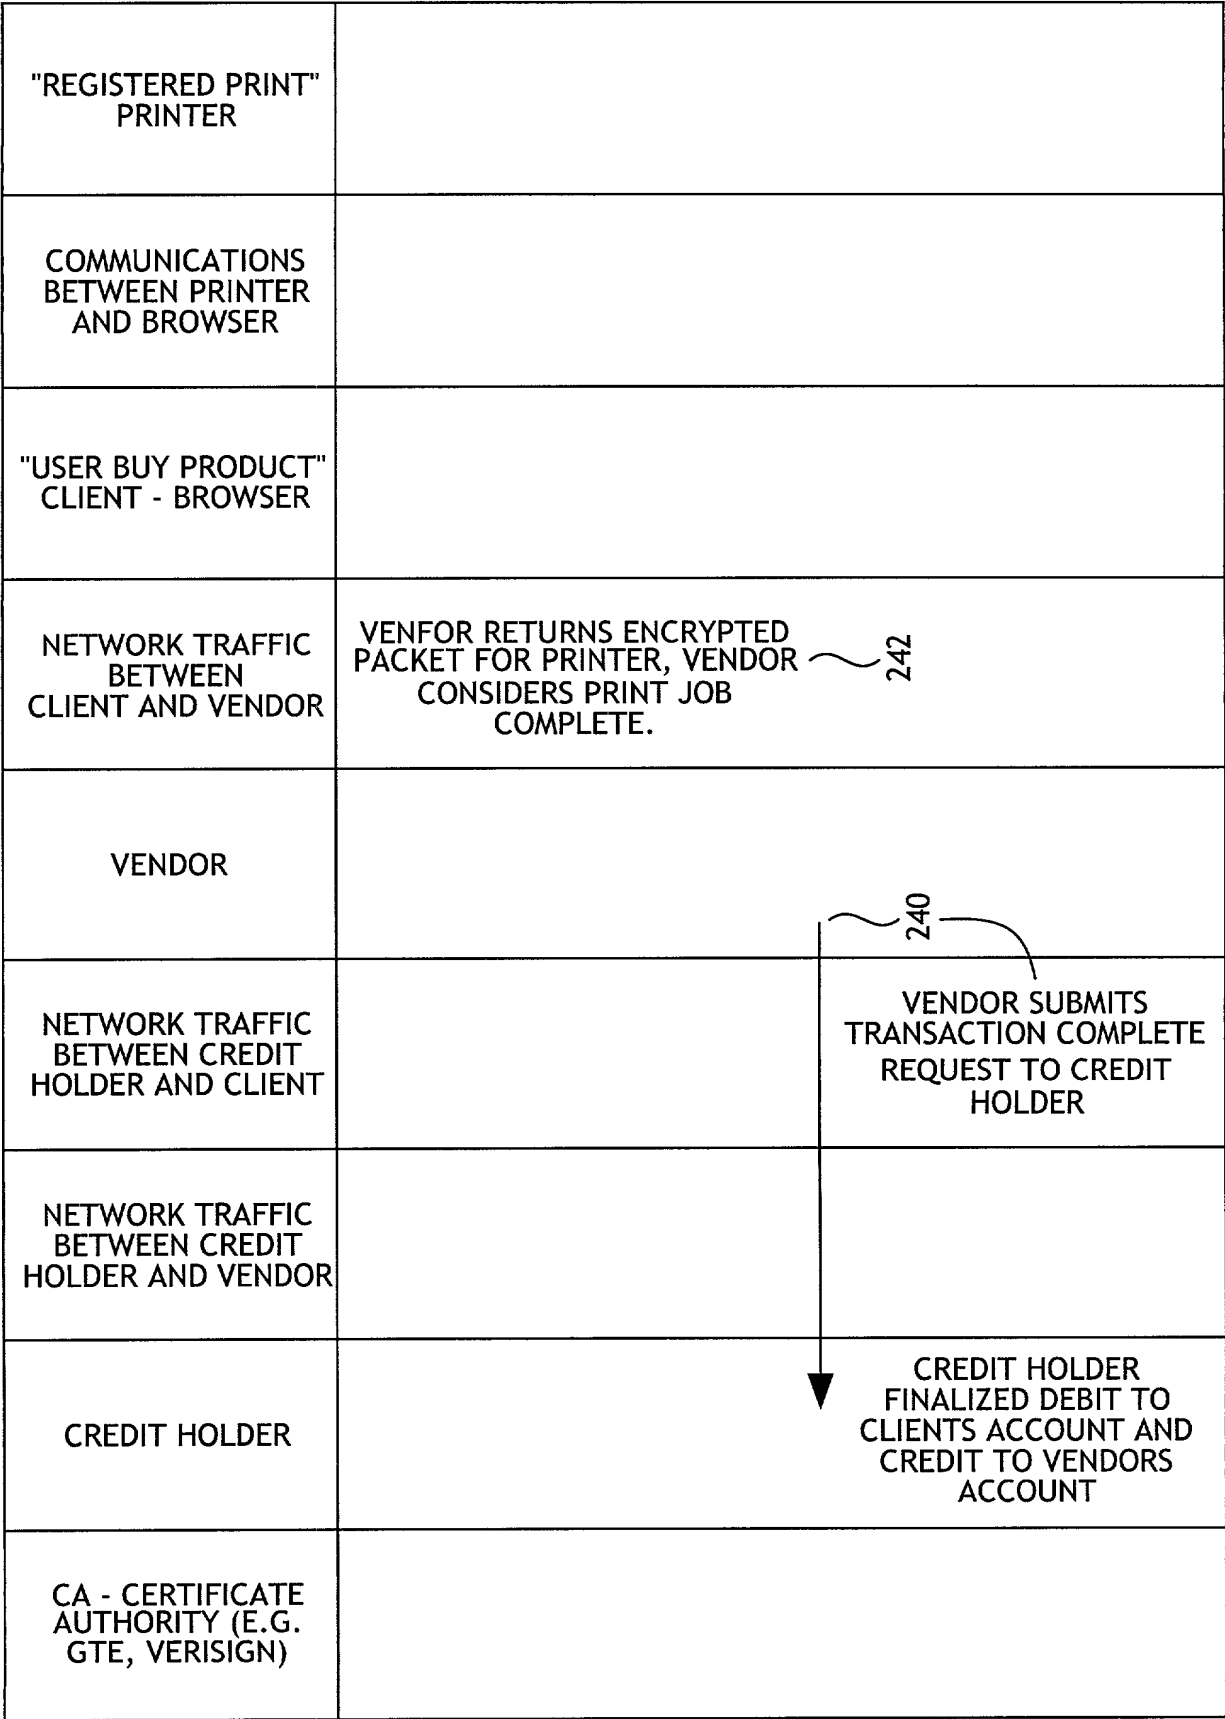 "REGISTERED PRINT"
PRINTER
COMMUNICATIONS
BETWEEN PRINTER
AND BROWSER
"USER BUY PRODUCT"
CLIENT - BROWSER
NETWORK TRAFFIC
BETWEEN
CLIENT AND VENDOR
VENFOR RETURNS ENCRYPTED
PACKET FOR PRINTER, VENDOR
CONSIDERS PRINT JOB
COMPLETE.
242
VENDOR
240
NETWORK TRAFFIC
BETWEEN CREDIT
HOLDER AND CLIENT
VENDOR SUBMITS
TRANSACTION COMPLETE
REQUEST TO CREDIT
HOLDER
NETWORK TRAFFIC
BETWEEN CREDIT
HOLDER AND VENDOR
CREDIT HOLDER
CREDIT HOLDER
FINALIZED DEBIT TO
CLIENTS ACCOUNT AND
CREDIT TO VENDORS
ACCOUNT
CA - CERTIFICATE
AUTHORITY (E.G.
GTE, VERISIGN)